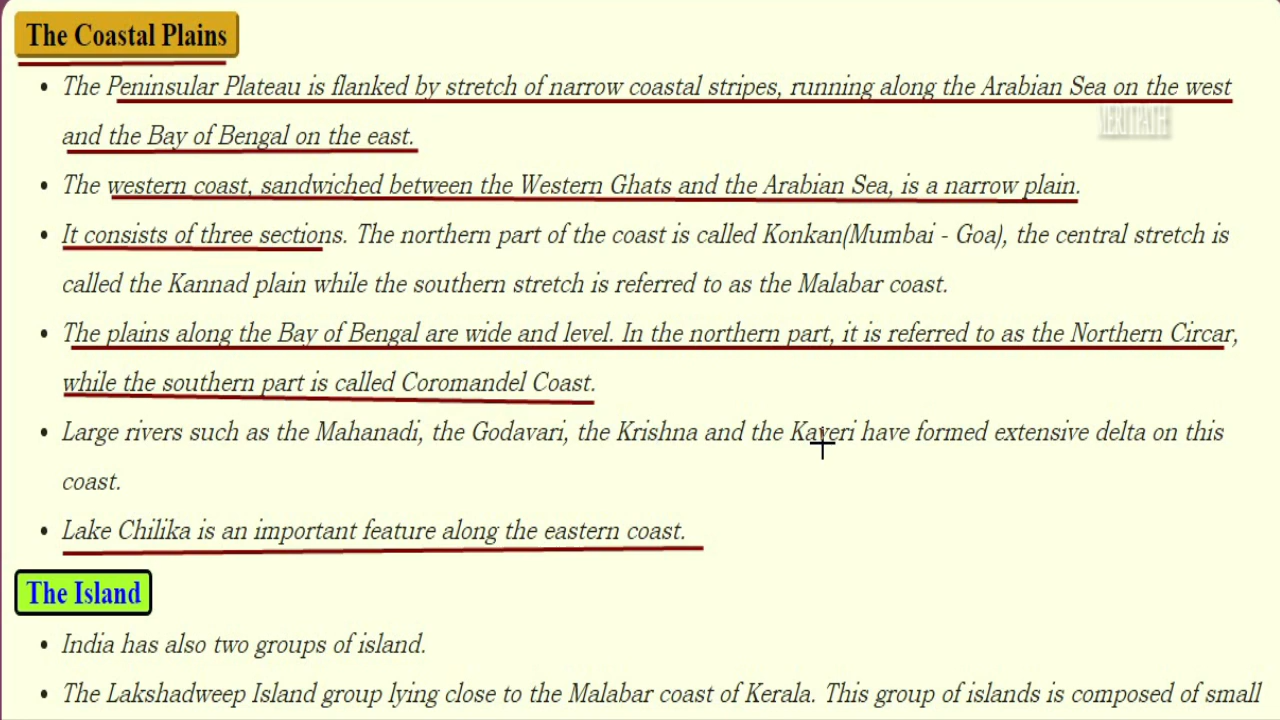 The Coastal Plains
• The Peninsular Plateau is flanked by stretch of narrow coastal stripes, running along the Arabian Sea on the west
MERITPATH
and the Bay of Bengal on the east.
• The western coast, sandwiched between the Western Ghats and the Arabian Sea, is a narrow plain.
• It consists of three sections. The northern part of the coast is called Konkan(Mumbai - Goa), the central stretch is
called the Kannad plain while the southern stretch is referred to as the Malabar coast.
• The plains along the Bay of Bengal are wide and level. In the northern part, it is referred to as the Northern Circar,
while the southern part is called Coromandel Coast.
• Large rivers such as the Mahanadi, the Godavari, the Krishna and the Kaveri have formed extensive delta on this
coast.
• Lake Chilika is an important feature along the eastern coast.
The Island
• India has also two groups of island.
• The Lakshadweep Island group lying close to the Malabar coast of Kerala. This group of islands is composed of small